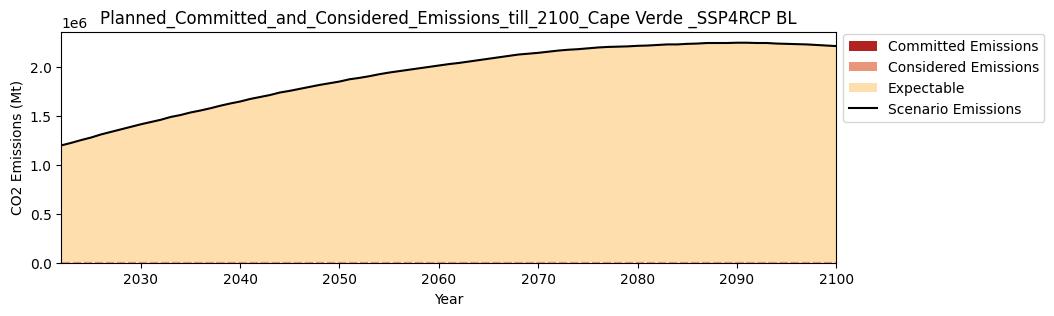 Planned_Committed_and_Considered_Emissions_till_2100_Cape Verde _SSP4RCP BL
1e6
2.0
1.5
1.0
0.5
0.0
CO2 Emissions (Mt)
2030 2040 2050 2060 2070 2080 2090 2100
Year
Committed Emissions
Considered Emissions
Expectable
Scenario Emissions